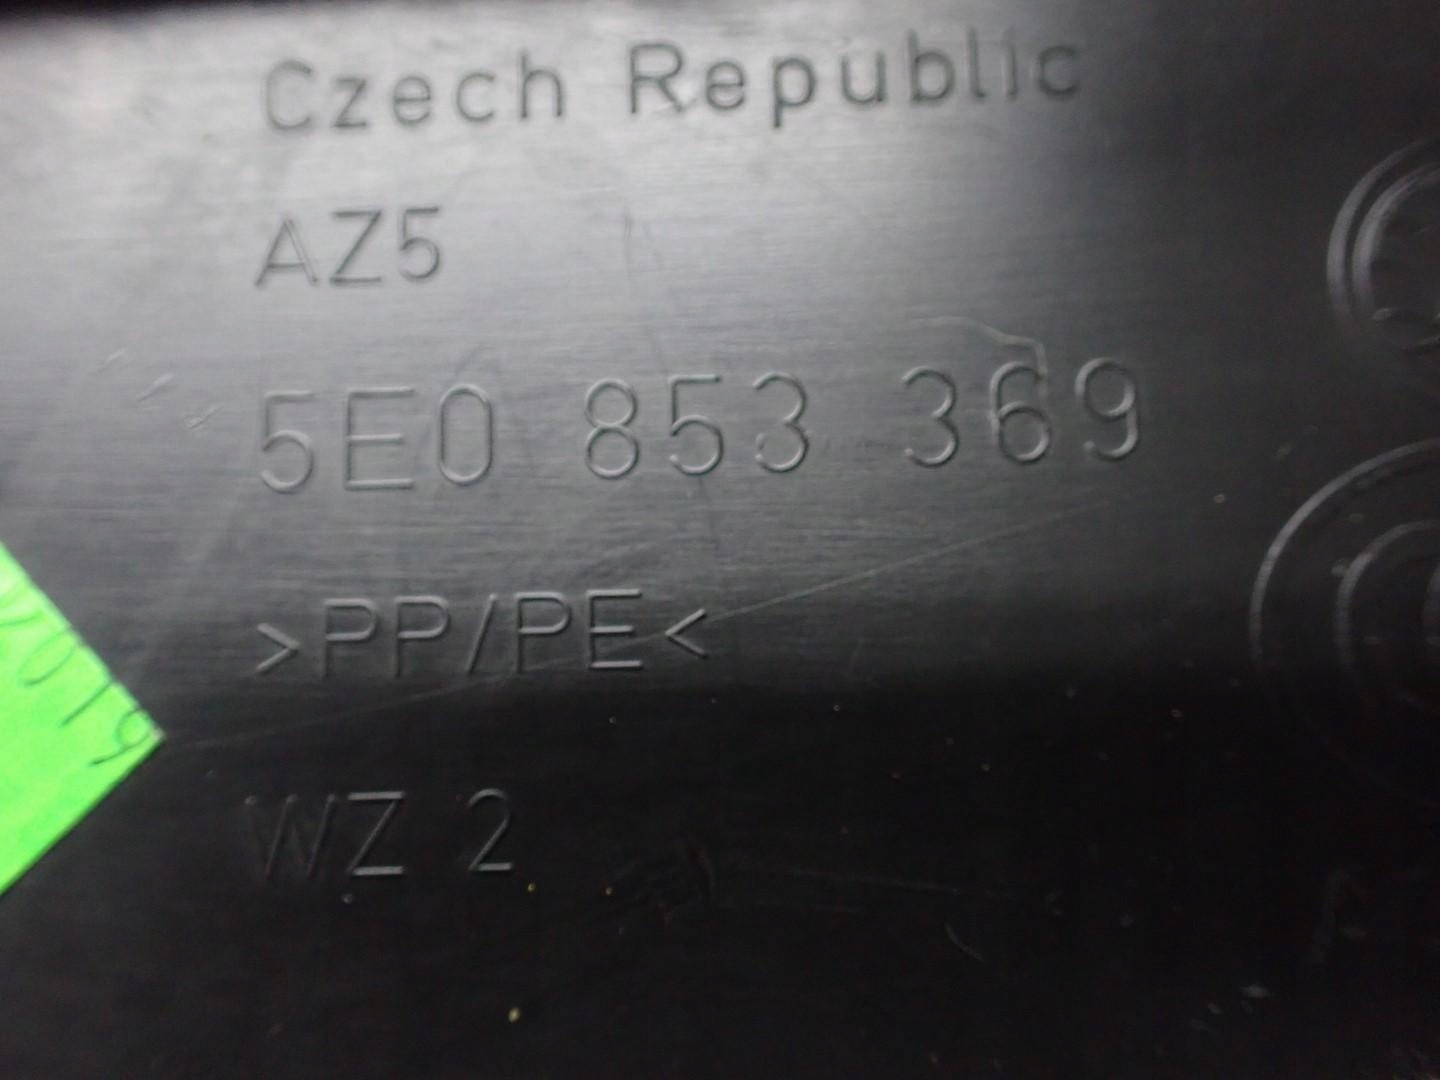 Czech Republic
AZ5
5E0 853 369
>PP/PE<
WZ 2